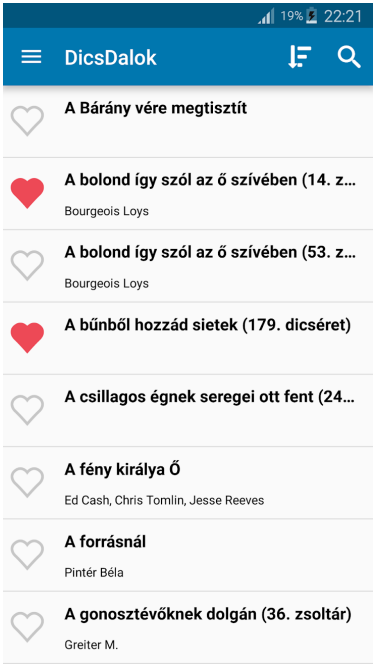 19% 22:21
DicsDalok
A Bárány vére megtisztít
A bolond így szól az ő szívében (14. z...
Bourgeois Loys
A bolond így szól az ő szívében (53. z...
Bourgeois Loys
A bűnből hozzád sietek (179. dicséret)
A csillagos égnek seregei ott fent (24...
A fény királya Ő
Ed Cash, Chris Tomlin, Jesse Reeves
A forrásnál
Pintér Béla
A gonosztévőknek dolgán (36. zsoltár)
Greiter M.